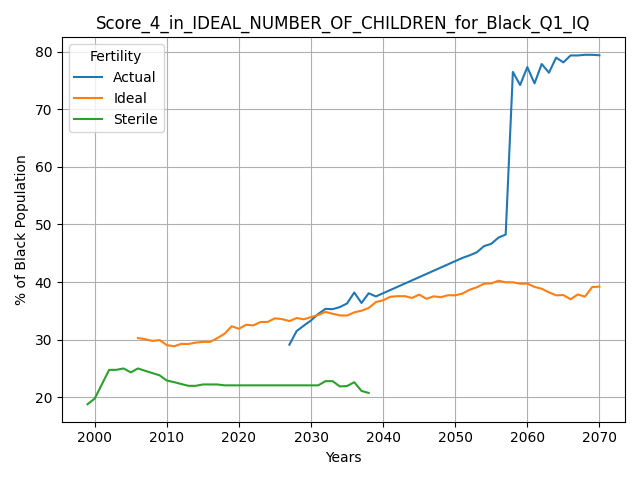 Score_4_in_IDEAL_NUMBER_OF_CHILDREN_for_Black_Q1_IQ
Fertility
Actual
Ideal
Sterile
% of Black Population
80
70
60
50
40
30
20
2000 2010 2020 2030 2040 2050 2060 2070
Years